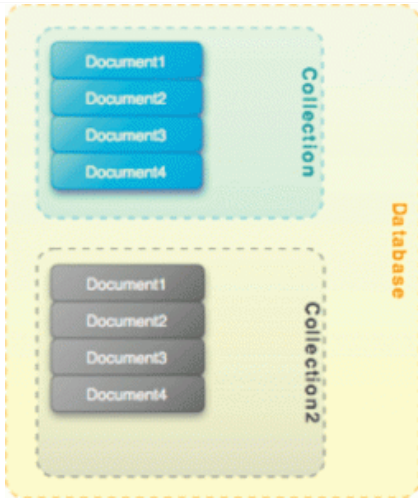 Document1
Document2
Document3
Document4
Collection
Database
Document1
Document2
Document3
Document4
Collection2